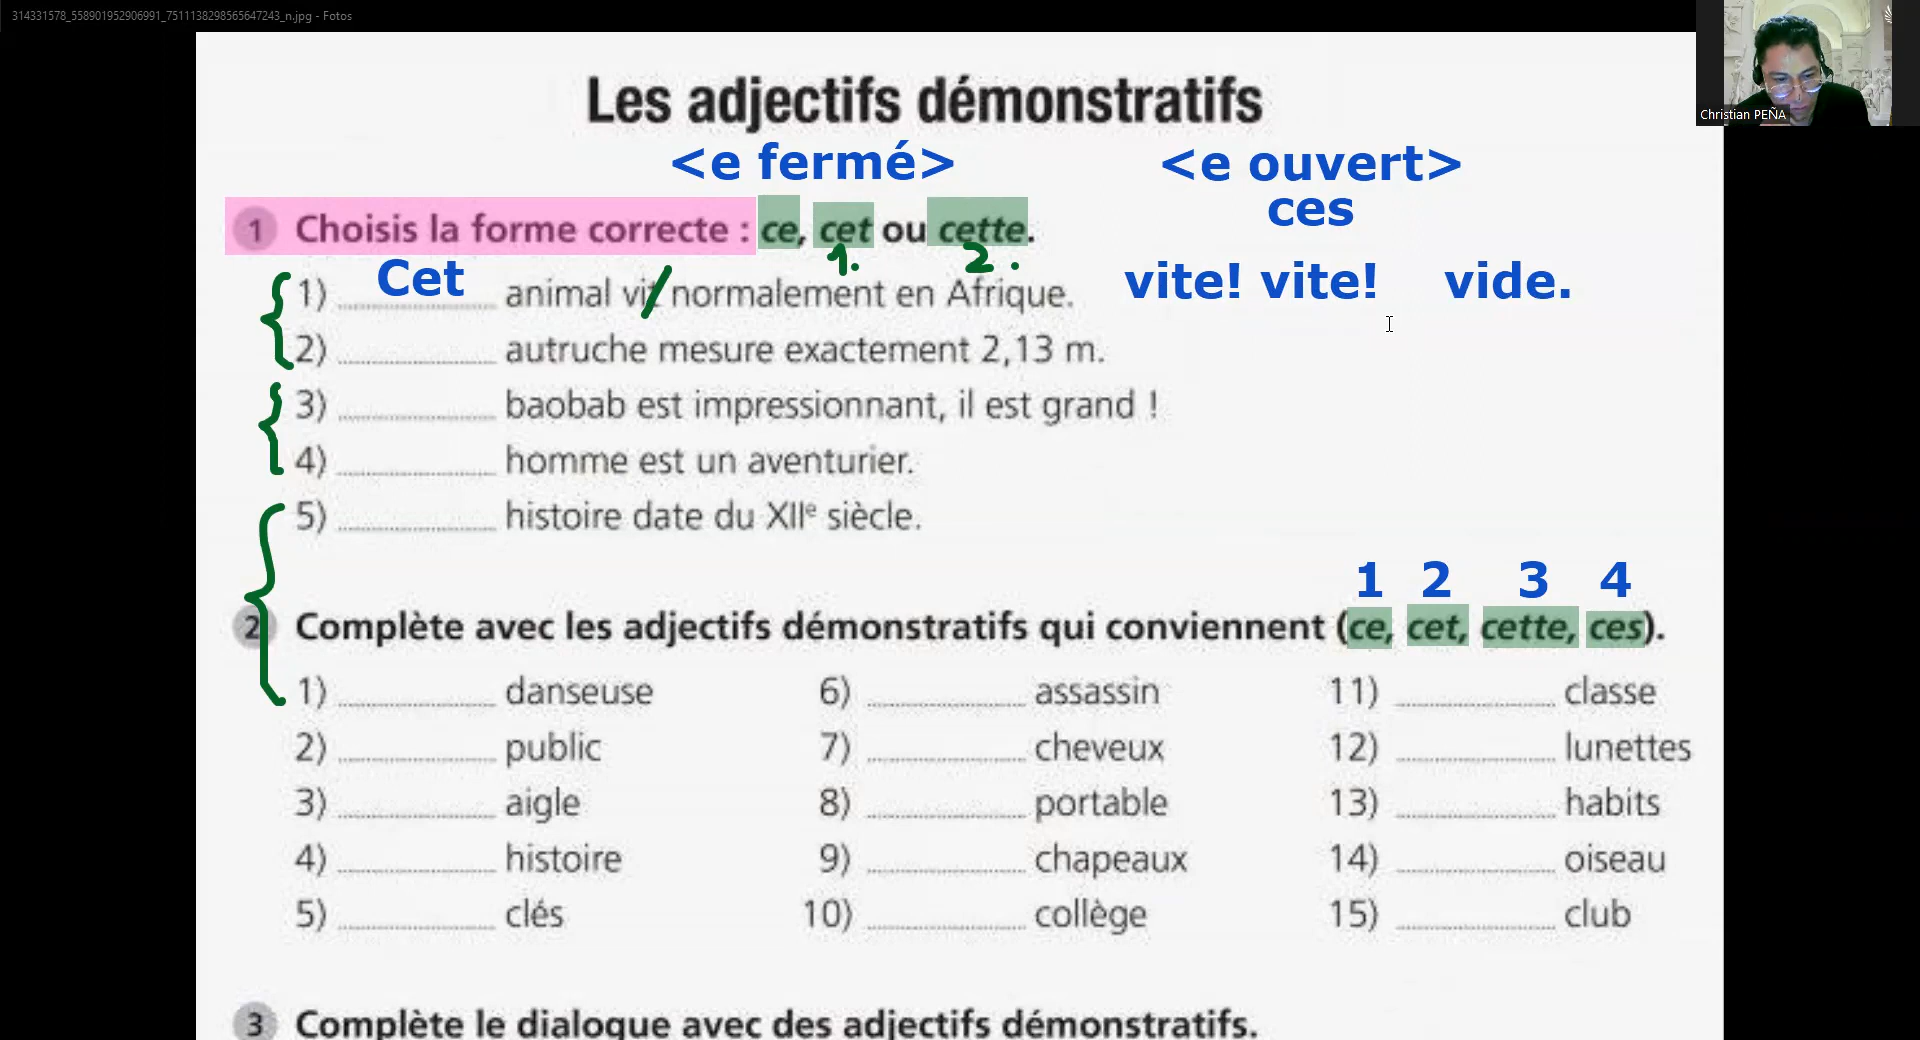 314331578_558901952906991_7511138298565647243_n.jpg - Fotos
Christian PEÑA
Les adjectifs démonstratifs
<e fermé> <e ouvert>
ces
1 Choisis la forme correcte : ce, cet ou cette.
1. 2.
Cet
vite! vite! vide.
1) animal vit normalement en Afrique.
2) autruche mesure exactement 2,13 m.
3) baobab est impressionnant, il est grand !
4) homme est un aventurier.
5) histoire date du XIIe siècle.
1 2 3 4
2 Complète avec les adjectifs démonstratifs qui conviennent (ce, cet, cette, ces).
1) danseuse 6) assassin 11) classe
2) public 7) cheveux 12) lunettes
3) aigle 8) portable 13) habits
4) histoire 9) chapeaux 14) oiseau
5) clés 10) collège 15) club
3 Complète le dialogue avec des adjectifs démonstratifs.